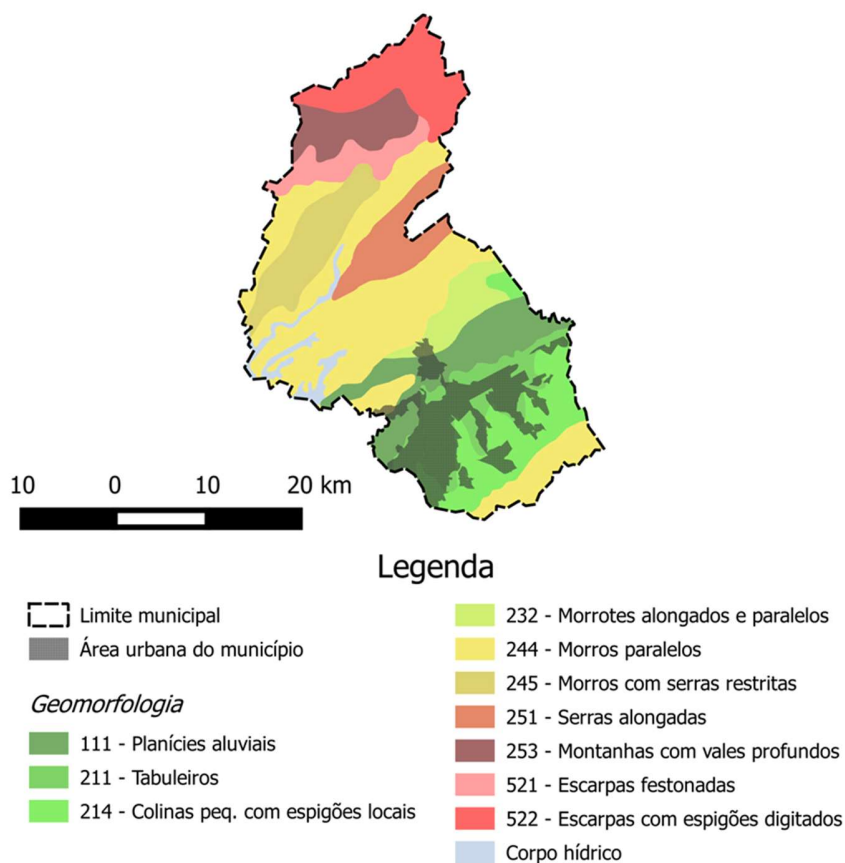 10 0 10 20 km
Legenda
Limite municipal
Área urbana do município
Geomorfologia
111 - Planícies aluviais
211 - Tabuleiros
214 - Colinas peq. com espigões locais
232 - Morrotes alongados e paralelos
244 - Morros paralelos
245 - Morros com serras restritas
251 - Serras alongadas
253 - Montanhas com vales profundos
521 - Escarpas festonadas
522 - Escarpas com espigões digitados
Corpo hídrico